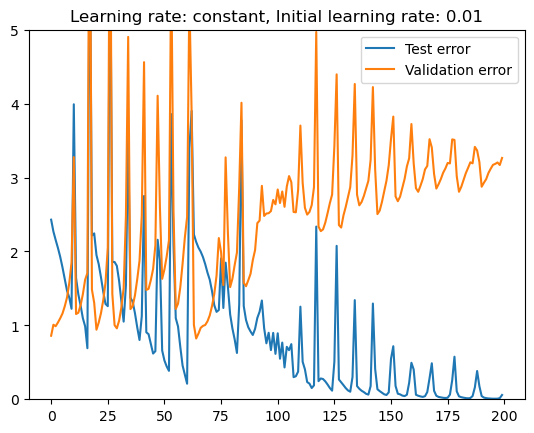 Learning rate: constant, Initial learning rate: 0.01
Test error
Validation error
5
4
3
2
1
0
0 25 50 75 100 125 150 175 200